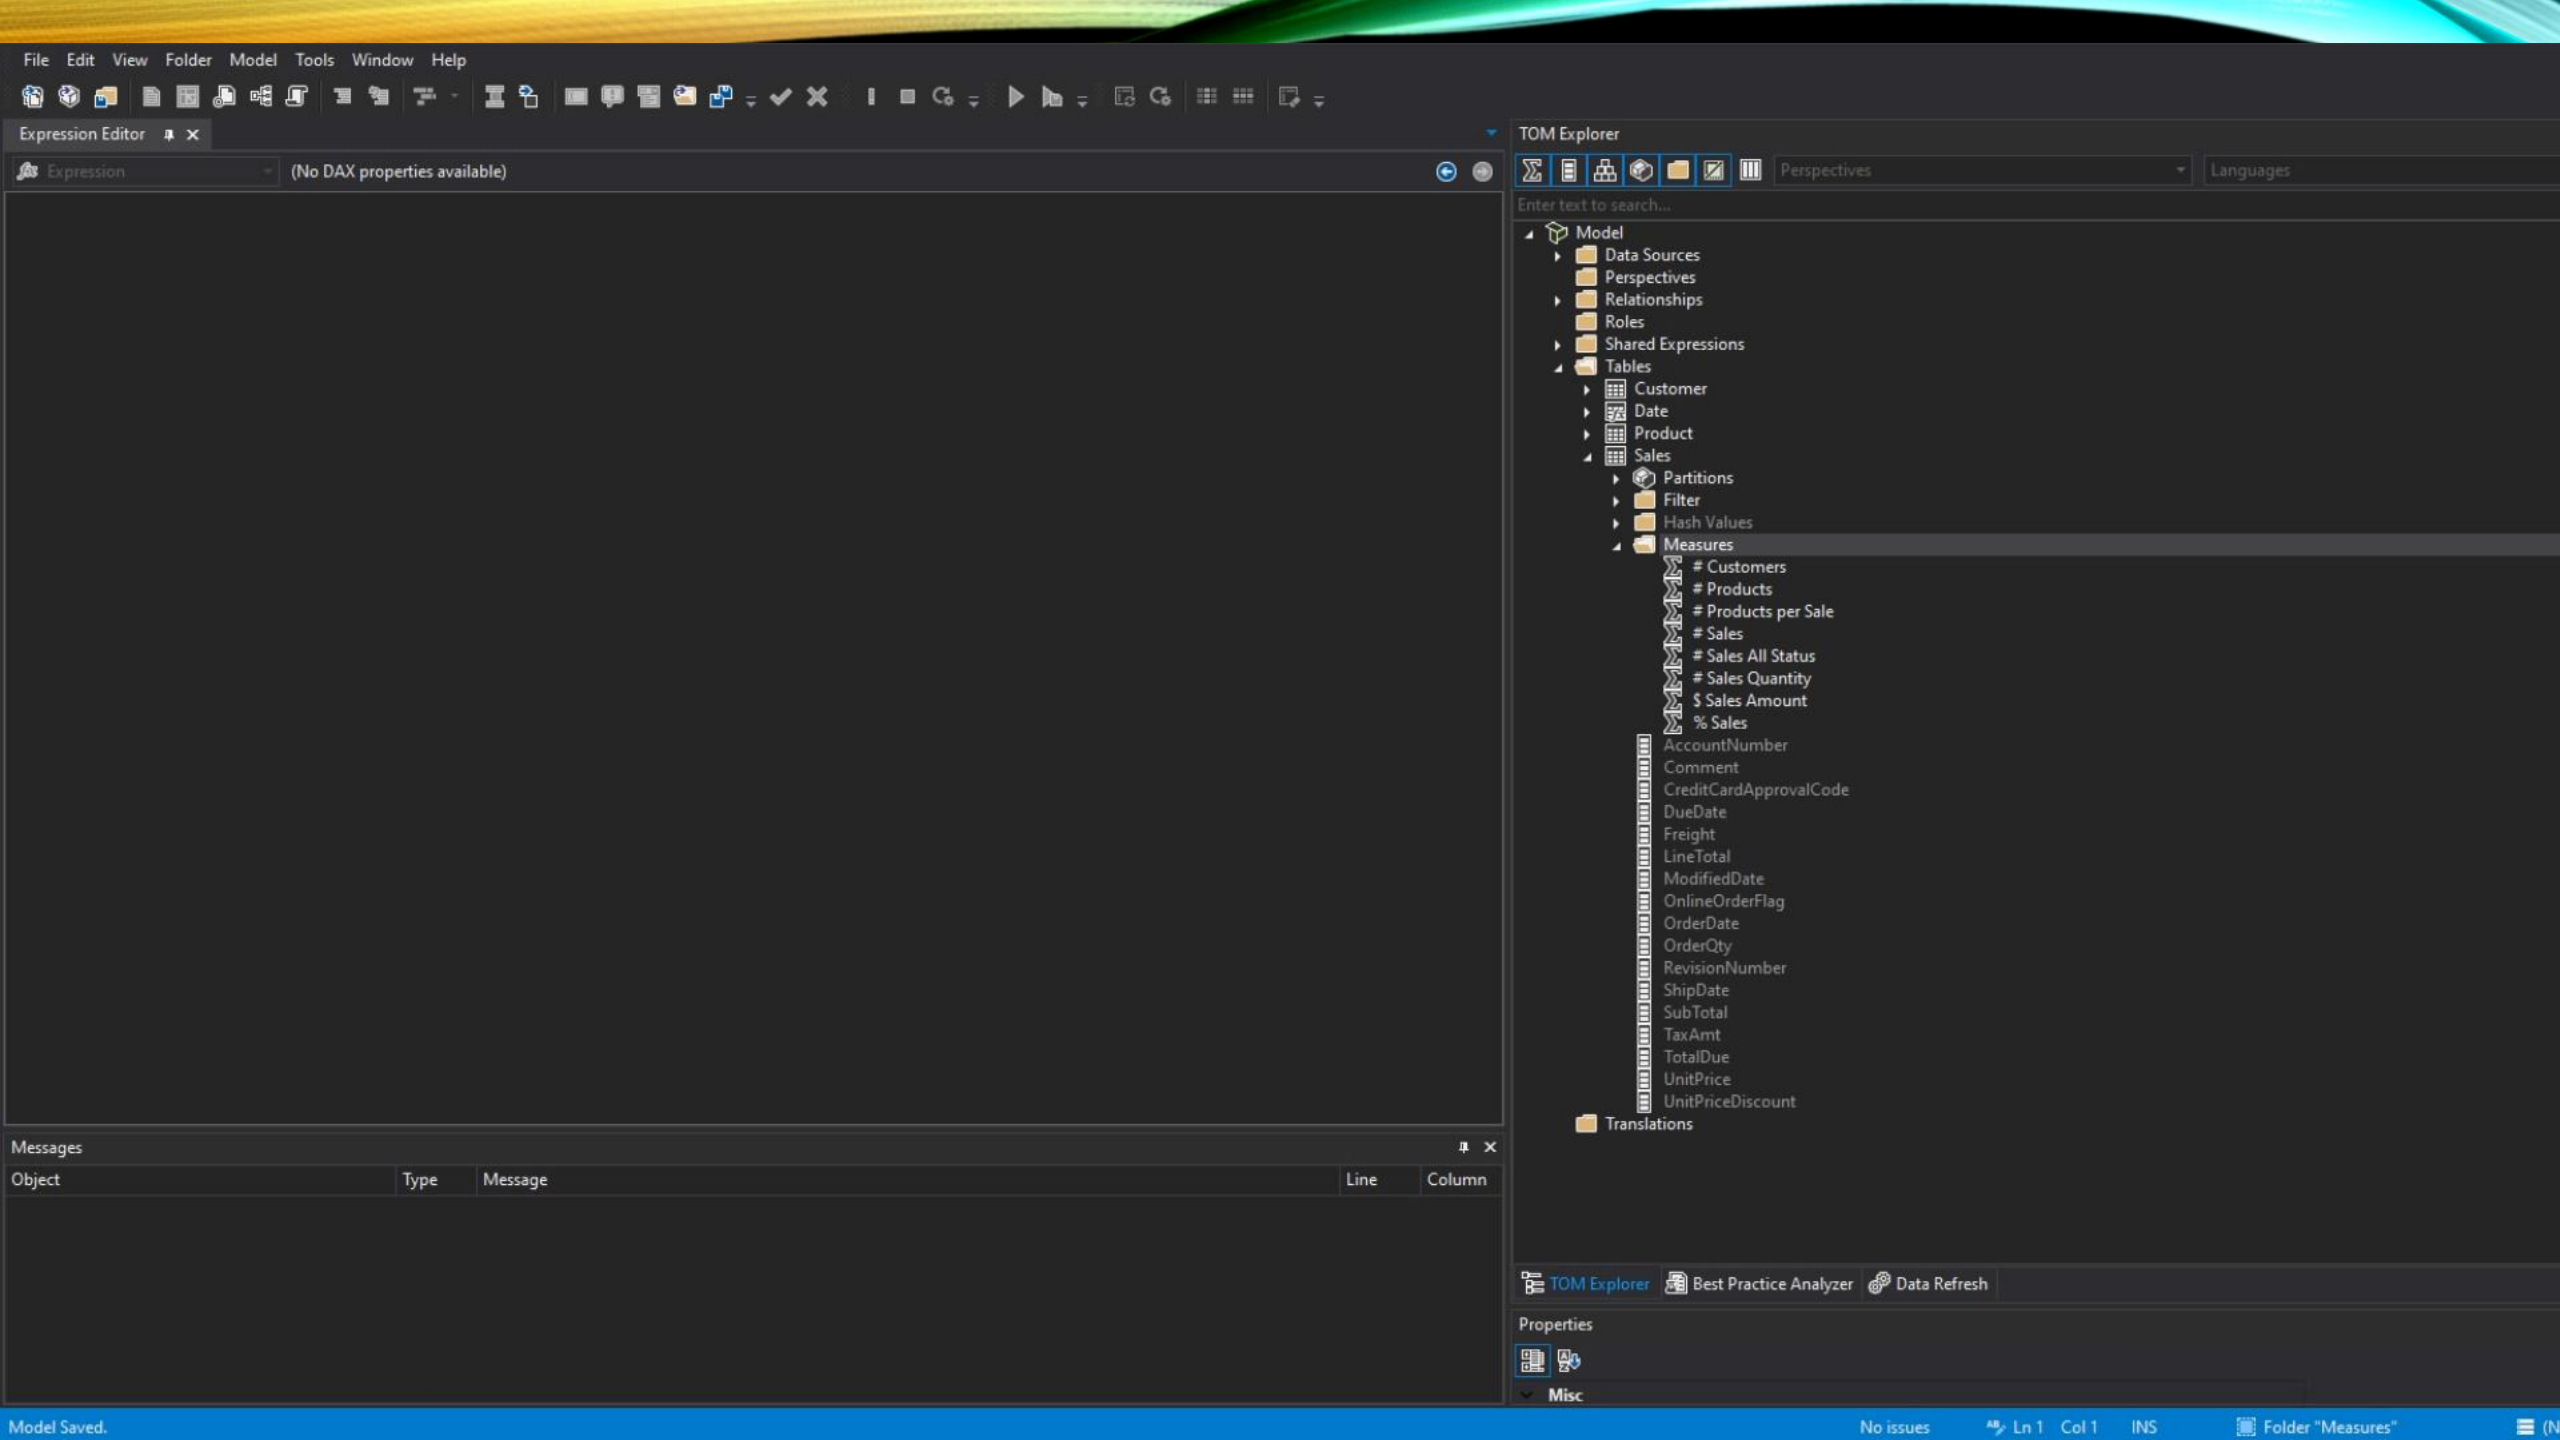 File Edit View Folder Model Tools Window Help
Expression Editor
Expression (No DAX properties available)
Messages
Object Type Message Line Column
TOM Explorer
Perspectives Languages
Enter text to search...
Model
Data Sources
Perspectives
Relationships
Roles
Shared Expressions
Tables
Customer
Date
Product
Sales
Partitions
Filter
Hash Values
Measures
# Customers
# Products
# Products per Sale
# Sales
# Sales All Status
# Sales Quantity
$ Sales Amount
% Sales
AccountNumber
Comment
CreditCardApprovalCode
DueDate
Freight
LineTotal
ModifiedDate
OnlineOrderFlag
OrderDate
OrderQty
RevisionNumber
ShipDate
SubTotal
TaxAmt
TotalDue
UnitPrice
UnitPriceDiscount
Translations
TOM Explorer Best Practice Analyzer Data Refresh
Properties
Misc
Model Saved. No issues Ln 1 Col 1 INS Folder "Measures" (N